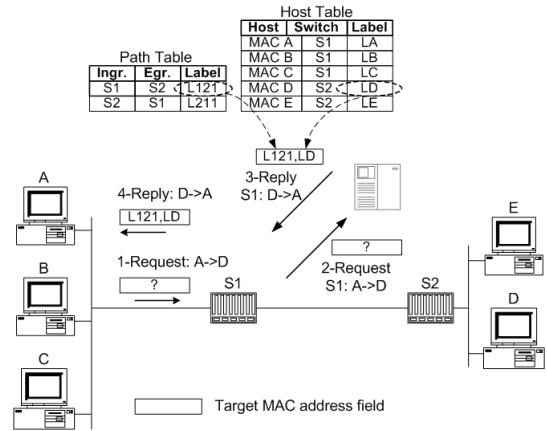 Host Table
Host Switch Label
MAC A S1 LA
MAC B S1 LB
MAC C S1 LC
MAC D S2 LD
MAC E S2 LE
Path Table
Ingr. Egr. Label
S1 S2 L121
S2 S1 L211
L121,LD
3-Reply
S1: D->A
A
4-Reply: D->A
L121,LD
E
?
B
1-Request: A->D
?
S1
2-Request
S1: A->D
S2
D
C
Target MAC address field